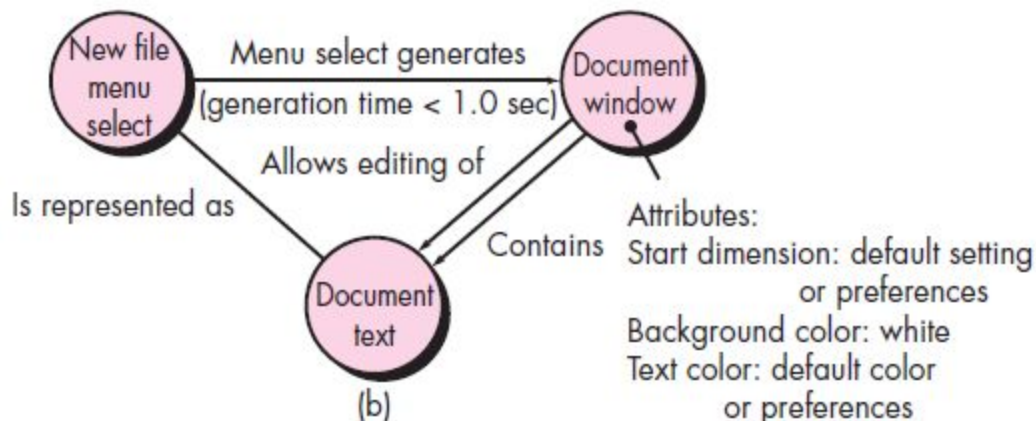 New file
menu
select
Menu select generates
(generation time < 1.0 sec)
Document
window
Allows editing of
Is represented as
Contains
Document
text
Attributes:
Start dimension: default setting
or preferences
Background color: white
Text color: default color
or preferences
(b)